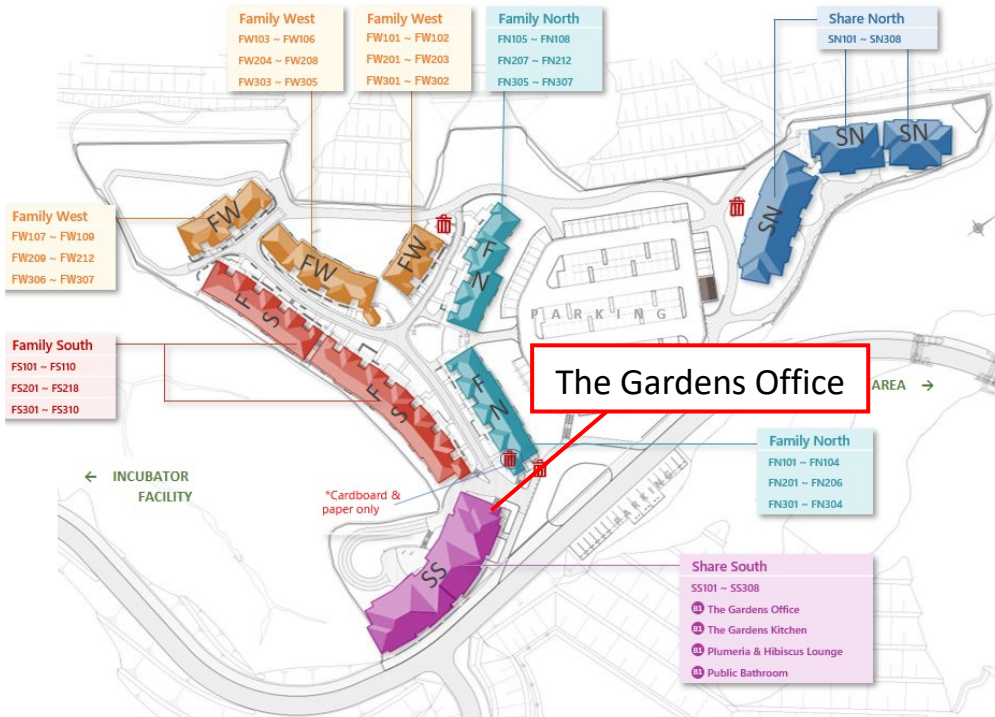 Family West
FW103 ~ FW106
FW204 ~ FW208
FW303 ~ FW305
Family West
FW101 ~ FW102
FW201 ~ FW203
FW301 ~ FW302
Family North
FN105 ~ FN108
FN207 ~ FN212
FN305 ~ FN307
Share North
SN101 ~ SN308
SN
SN
SN
Family West
FW107 ~ FW109
FW209 ~ FW212
FW306 ~ FW307
FW
FW
FW
FN
PARKING
Family South
FS101 ~ FS110
FS201 ~ FS218
FS301 ~ FS310
FS
FS
FN
The Gardens Office
AREA →
← INCUBATOR
FACILITY
*Cardboard &
paper only
Family North
FN101 ~ FN104
FN201 ~ FN206
FN301 ~ FN304
PARKING
SS
Share South
SS101 ~ SS308
B1 The Gardens Office
B1 The Gardens Kitchen
B1 Plumeria & Hibiscus Lounge
B1 Public Bathroom